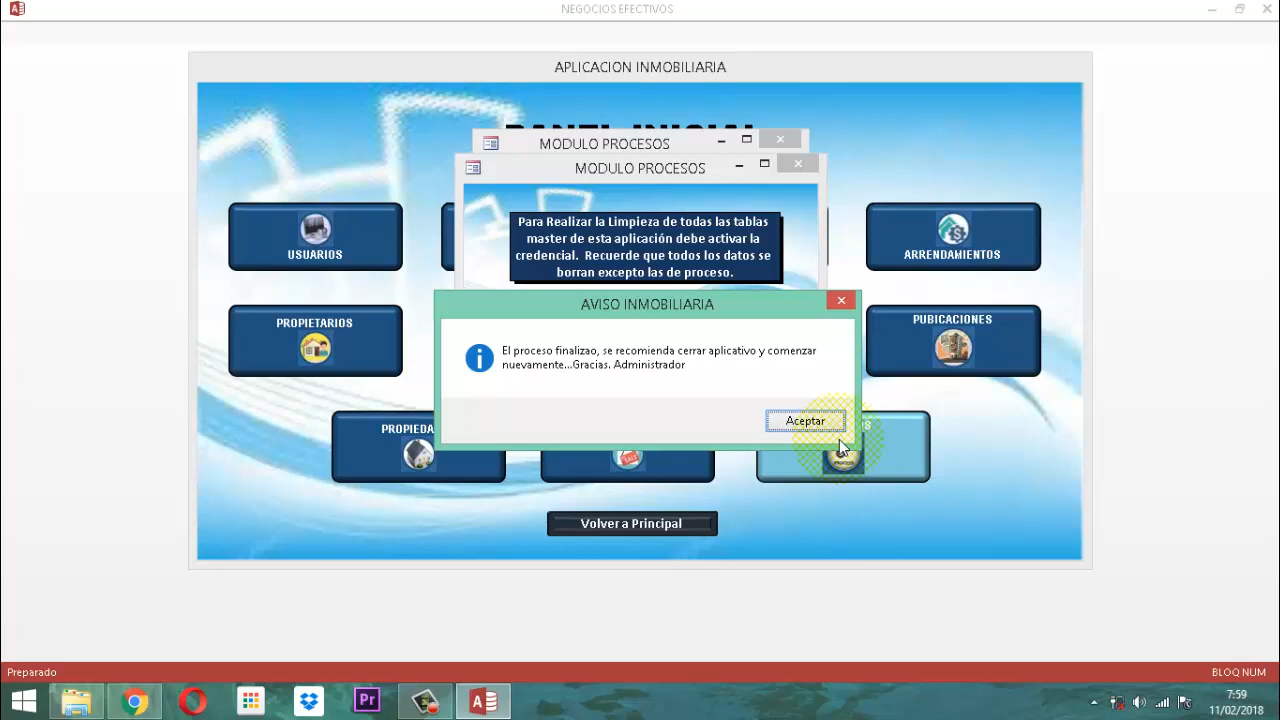 NEGOCIOS EFECTIVOS
APLICACION INMOBILIARIA
PANEL INICIAL
MODULO PROCESOS
MODULO PROCESOS
Para Realizar la Limpieza de todas las tablas
master de esta aplicación debe activar la
credencial. Recuerde que todos los datos se
borran excepto las de proceso.
USUARIOS
ARRENDAMIENTOS
AVISO INMOBILIARIA
PROPIETARIOS
PUBICACIONES
El proceso finalizao, se recomienda cerrar aplicativo y comenzar
nuevamente...Gracias. Administrador
Aceptar
Volver a Principal
Preparado
BLOQ NUM
Pr
7:59
11/02/2018